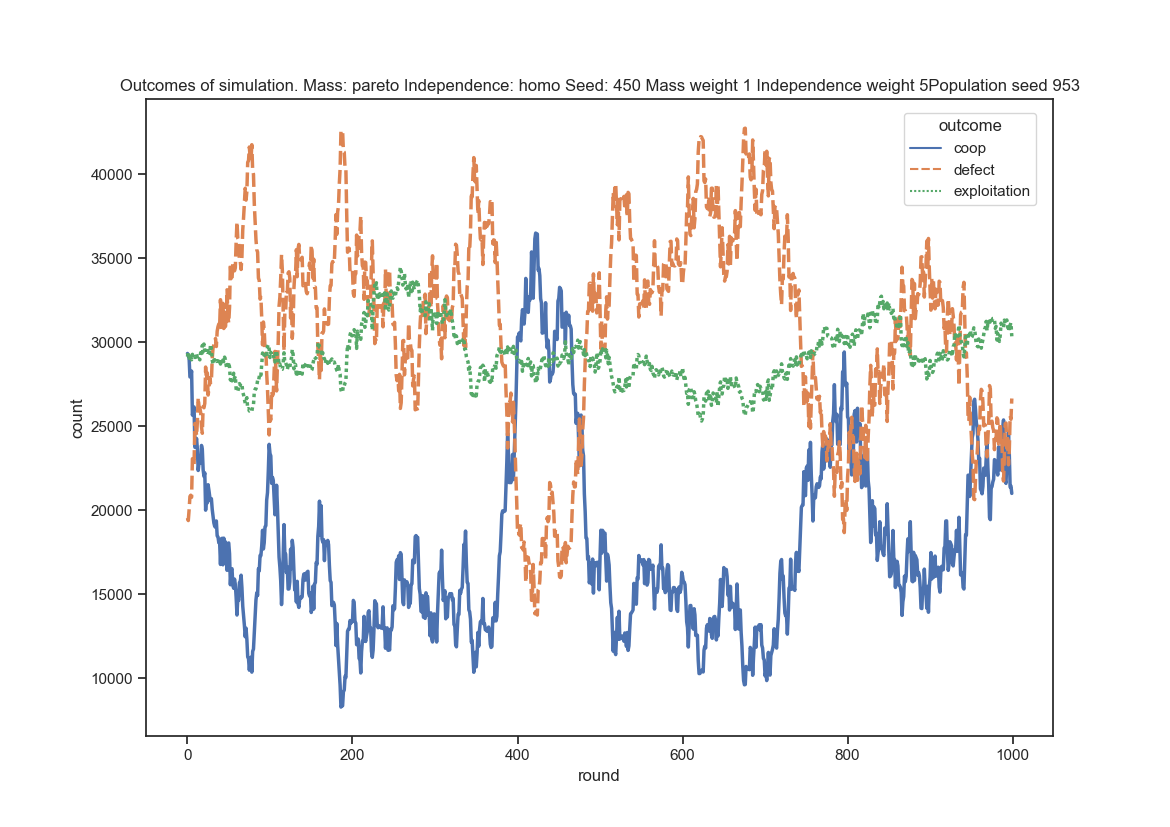 Outcomes of simulation. Mass: pareto Independence: homo Seed: 450 Mass weight 1 Independence weight 5Population seed 953
outcome
coop
defect
exploitation
40000
35000
30000
25000
20000
15000
10000
count
0 200 400 600 800 1000
round